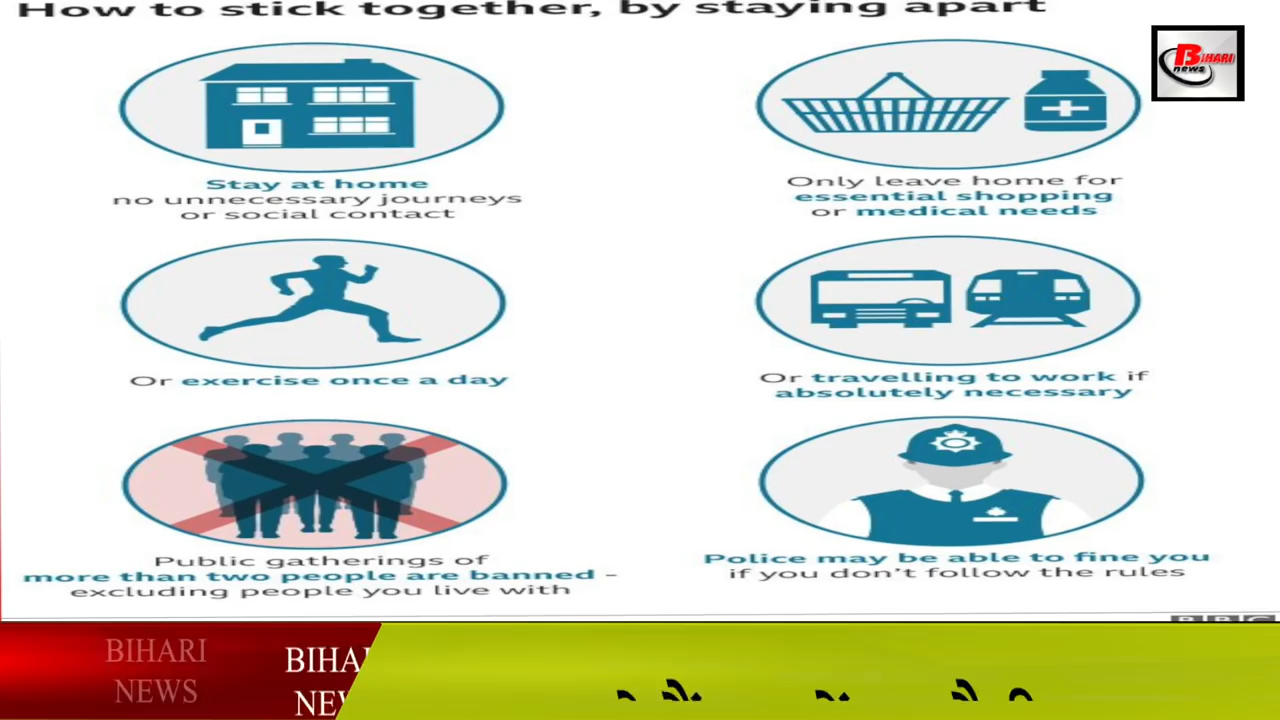 How to stick together, by staying apart
BIHARI
news
Stay at home
no unnecessary journeys
or social contact
Only leave home for
essential shopping
or medical needs
Or exercise once a day
Or travelling to work if
absolutely necessary
Public gatherings of
more than two people are banned -
excluding people you live with
Police may be able to fine you
if you don't follow the rules
BBC
BIHARI
NEWS